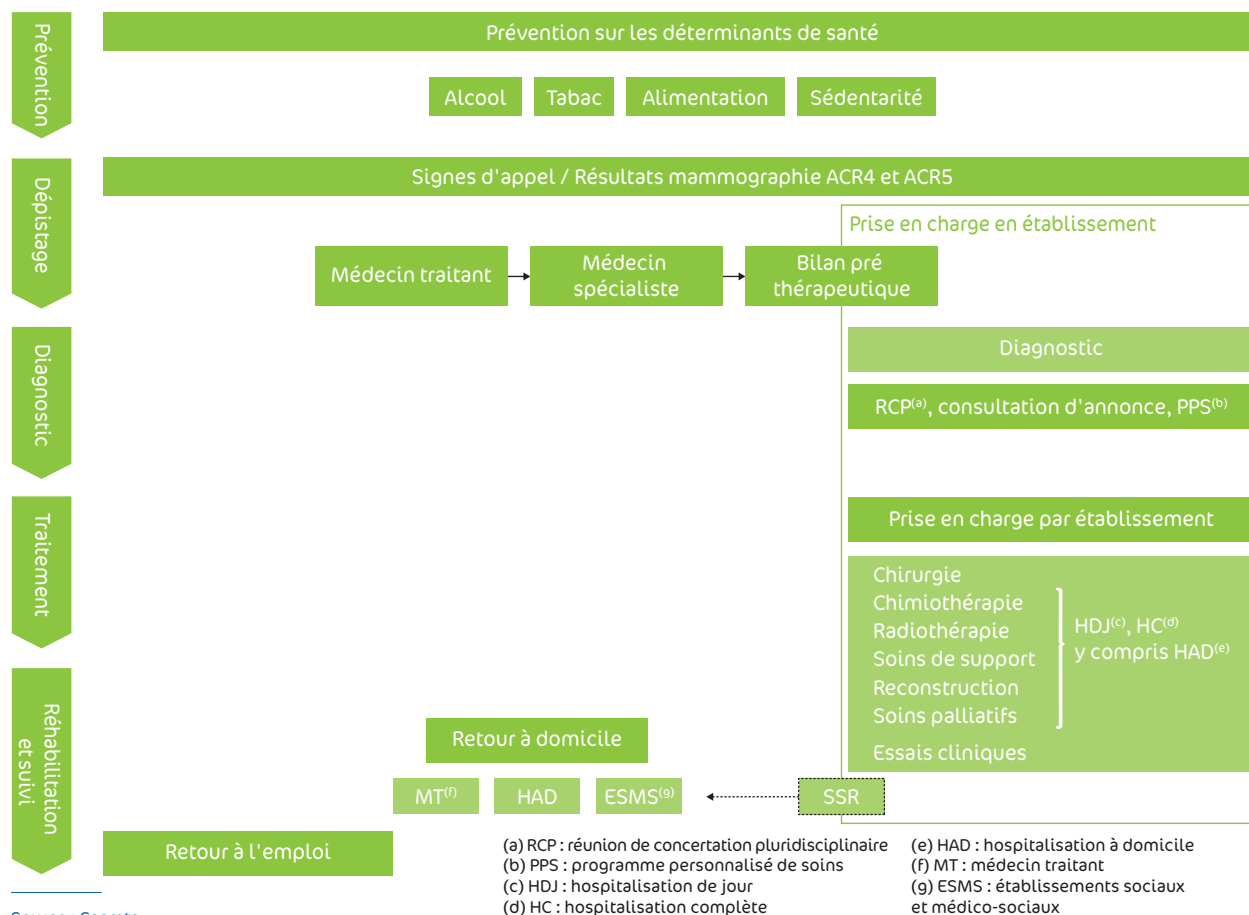 Prévention
Prévention sur les déterminants de santé
Alcool
Tabac
Alimentation
Sédentarité
Dépistage
Signes d'appel / Résultats mammographie ACR4 et ACR5
Prise en charge en établissement
Médecin traitant
Médecin
spécialiste
Bilan pré
thérapeutique
Diagnostic
Diagnostic
RCP(a), consultation d'annonce, PPS(b)
Traitement
Prise en charge par établissement
Chirurgie
Chimiothérapie
Radiothérapie
Soins de support
Reconstruction
Soins palliatifs
Essais cliniques
HDJ(c), HC(d)
y compris HAD(e)
Réhabilitation
et suivi
Retour à domicile
MT(f)
HAD
ESMS(g)
SSR
Retour à l'emploi
(a) RCP : réunion de concertation pluridisciplinaire
(b) PPS : programme personnalisé de soins
(c) HDJ : hospitalisation de jour
(d) HC : hospitalisation complète
(e) HAD : hospitalisation à domicile
(f) MT : médecin traitant
(g) ESMS : établissements sociaux
et médico-sociaux